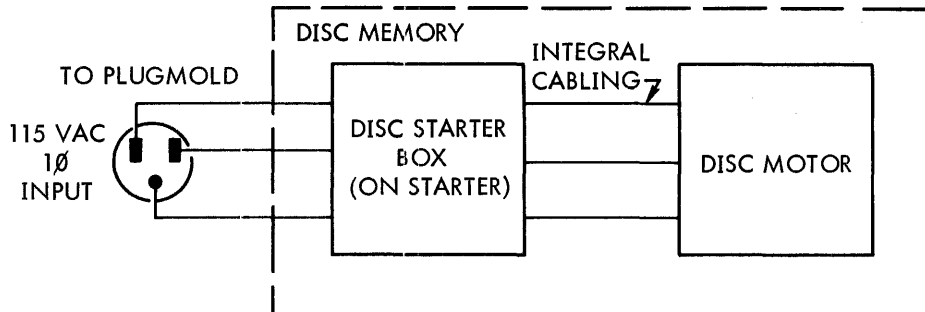 DISC MEMORY
TO PLUGMOLD
115 VAC
1Ø
INPUT
DISC STARTER
BOX
(ON STARTER)
INTEGRAL
CABLING
DISC MOTOR